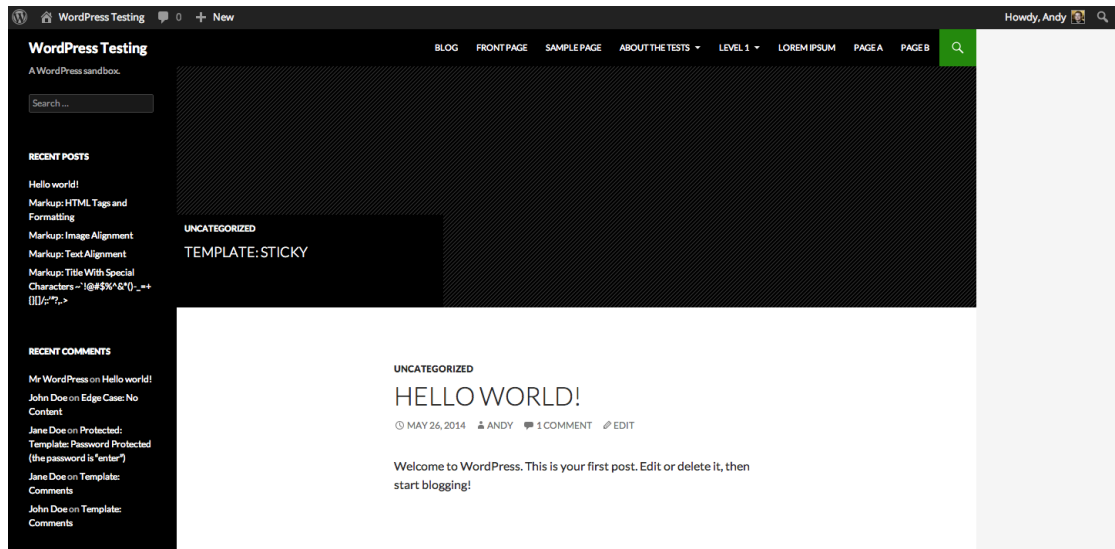 WordPress Testing 0 + New Howdy, Andy
WordPress Testing
BLOG FRONT PAGE SAMPLE PAGE ABOUT THE TESTS LEVEL 1 LOREM IPSUM PAGE A PAGE B
A WordPress sandbox.
Search ...
RECENT POSTS
Hello world!
Markup: HTML Tags and
Formatting
Markup: Image Alignment
Markup: Text Alignment
Markup: Title With Special
Characters ~`!@#$%^&*()-_=+
{}[]/;:'"?,.>
RECENT COMMENTS
Mr WordPress on Hello world!
John Doe on Edge Case: No
Content
Jane Doe on Protected:
Template: Password Protected
(the password is “enter”)
Jane Doe on Template:
Comments
John Doe on Template:
Comments
UNCATEGORIZED
TEMPLATE: STICKY
UNCATEGORIZED
HELLO WORLD!
MAY 26, 2014 ANDY 1 COMMENT EDIT
Welcome to WordPress. This is your first post. Edit or delete it, then
start blogging!